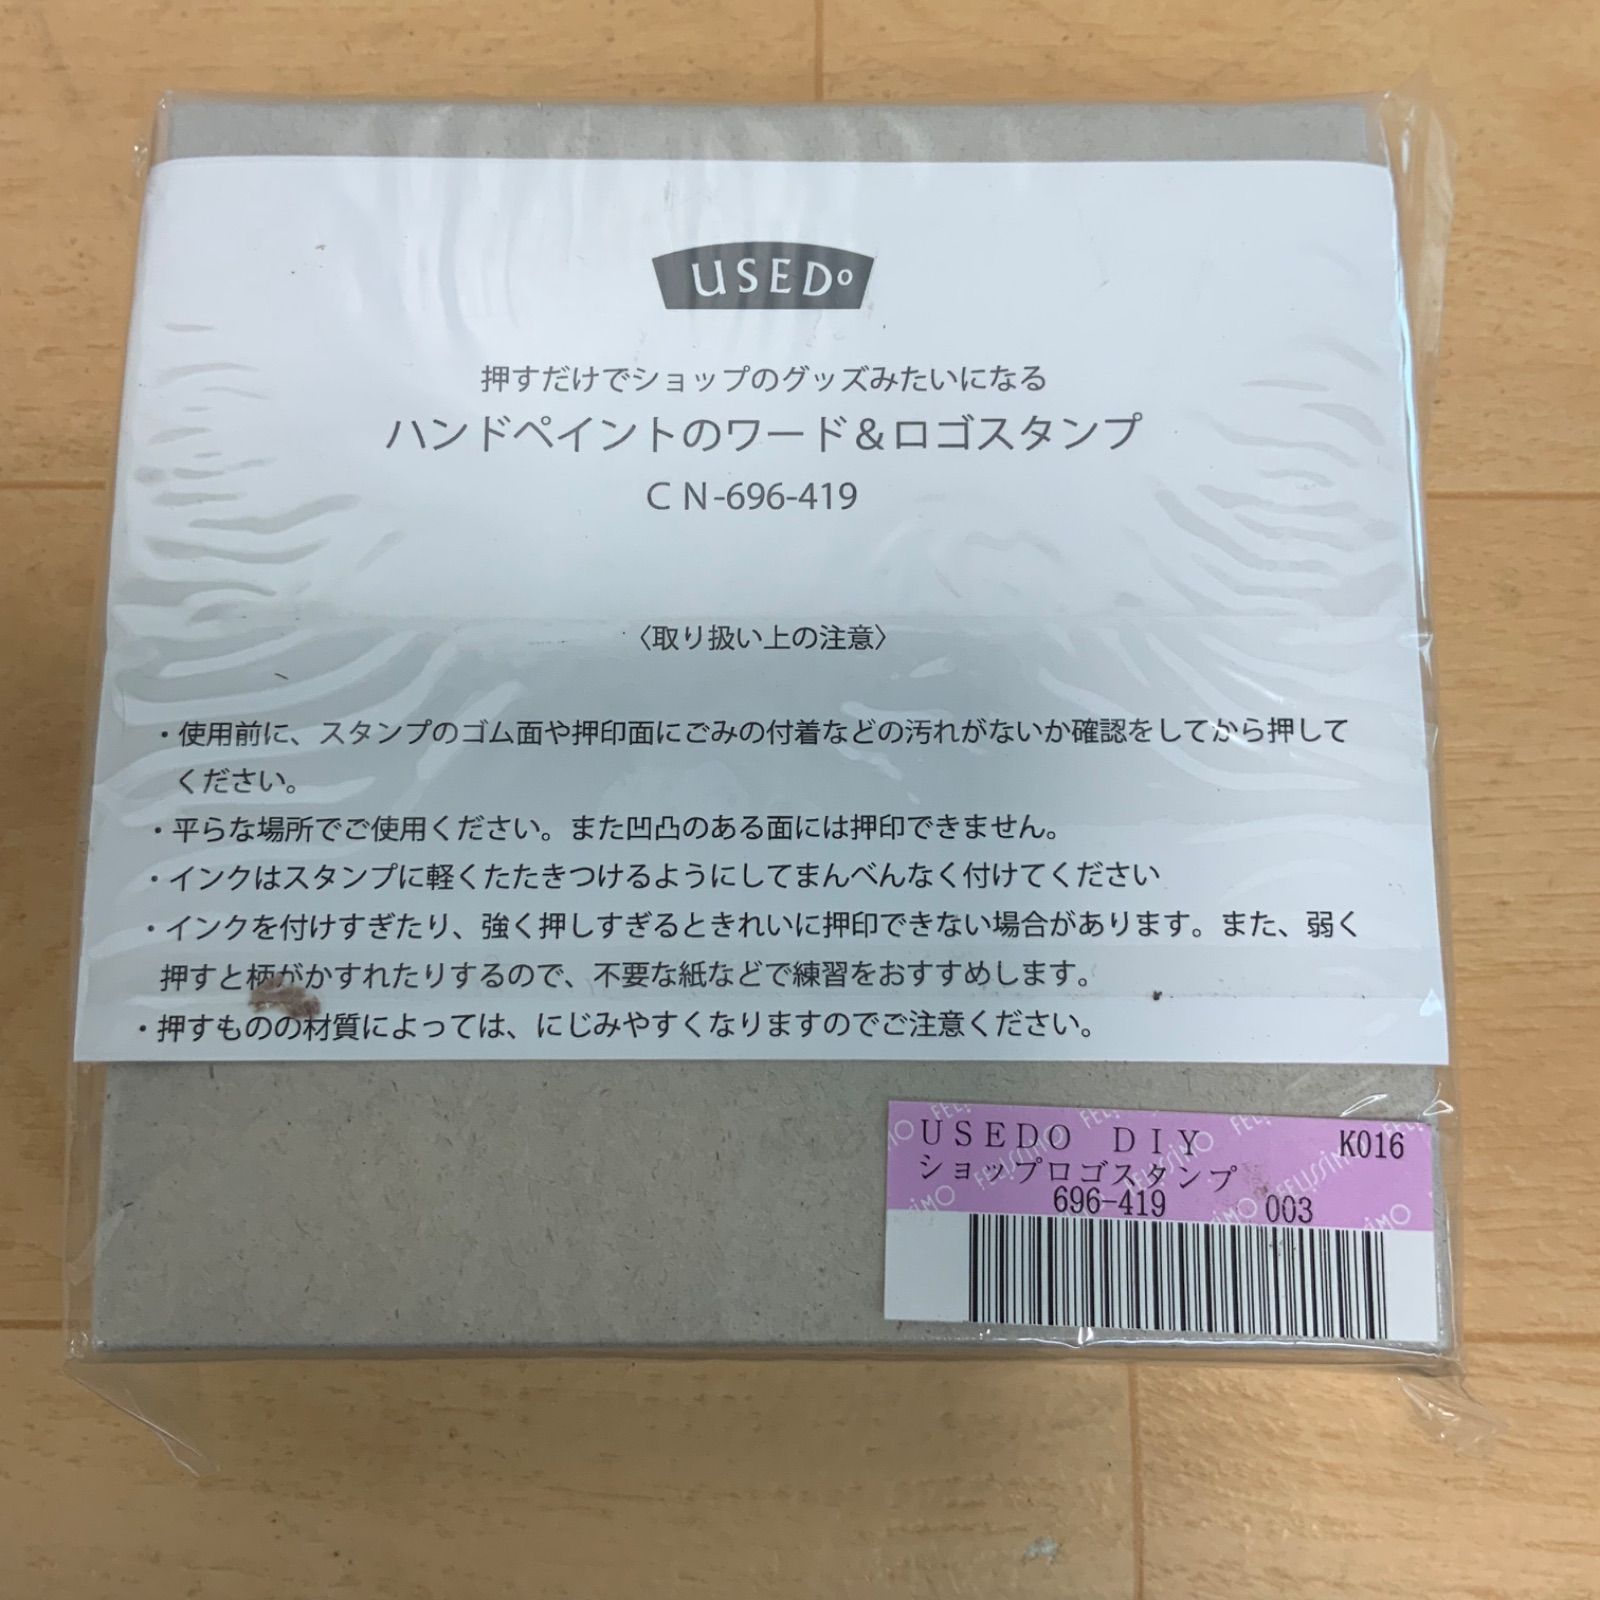 USEDo
押すだけでショップのグッズみたいになる
ハンドペイントのワード＆ロゴスタンプ
ＣＮ-696-419
〈取り扱い上の注意〉
・使用前に、スタンプのゴム面や押印面にごみの付着などの汚れがないか確認をしてから押して
ください。
・平らな場所でご使用ください。また凹凸のある面には押印できません。
・インクはスタンプに軽くたたきつけるようにしてまんべんなく付けてください
・インクを付けすぎたり、強く押しすぎるときれいに押印できない場合があります。また、弱く
押すと柄がかすれたりするので、不要な紙などで練習をおすすめします。
・押すものの材質によっては、にじみやすくなりますのでご注意ください。
ＵＳＥＤＯ　ＤＩＹ K016
ショップロゴスタンプ
696-419 003
FELISSIMO